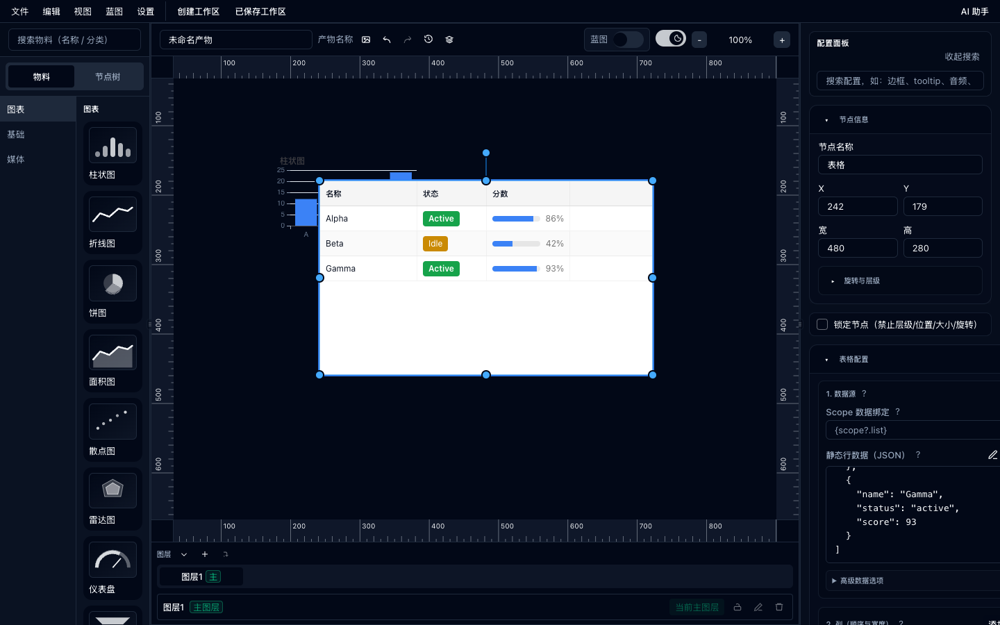 文件 编辑 视图 蓝图 设置 创建工作区 已保存工作区 AI 助手
搜索物料（名称 / 分类）
物料 节点树
图表
基础
媒体
图表
柱状图
折线图
饼图
面积图
散点图
雷达图
仪表盘
未命名产物 产物名称 蓝图 - 100% +
100 200 300 400 500 600 700 800
100
200
300
400
500
600
柱状图
25
20
15
10
5
0
A
名称 状态 分数
Alpha Active 86%
Beta Idle 42%
Gamma Active 93%
100
200
300
400
500
600
100 200 300 400 500 600 700 800
图层
图层1 主
图层1 主图层 当前主图层
配置面板
收起搜索
搜索配置，如：边框、tooltip、音频、
节点信息
节点名称
表格
X Y
242 179
宽 高
480 280
旋转与层级
锁定节点（禁止层级/位置/大小/旋转）
表格配置
1. 数据源 ?
Scope 数据绑定 ?
{scope?.list}
静态行数据（JSON） ?
},
{
"name": "Gamma",
"status": "active",
"score": 93
}
]
高级数据选项
2. 列（顺序与宽度） ?